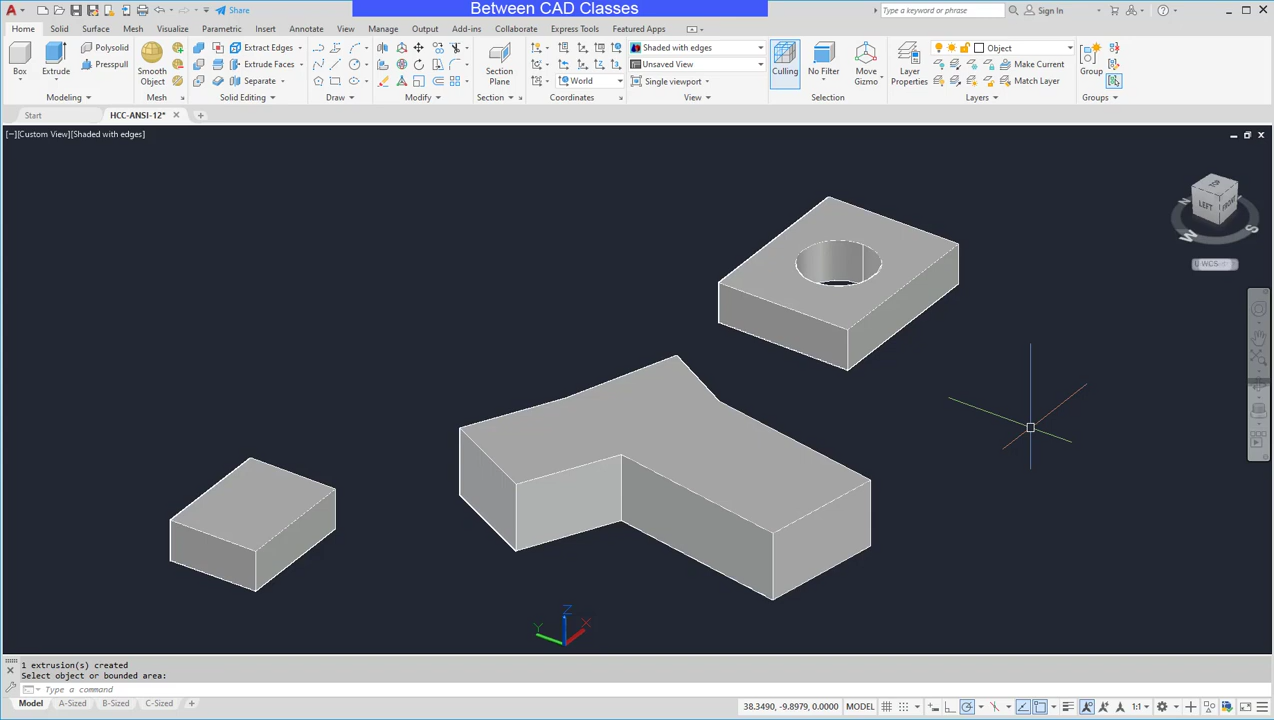 Between CAD Classes
Share
Type a keyword or phrase
Sign In
Home Solid Surface Mesh Visualize Parametric Insert Annotate View Manage Output Add-ins Collaborate Express Tools Featured Apps
Box
Extrude
Polysolid
Presspull
Modeling
Smooth
Object
Mesh
Extract Edges
Extrude Faces
Separate
Solid Editing
Draw
Modify
Section
Plane
Section
World
Coordinates
Shaded with edges
Unsaved View
Single viewport
View
Culling
No Filter
Move
Gizmo
Selection
Layer
Properties
Object
Make Current
Match Layer
Layers
Group
Groups
Start
HCC-ANSI-12*
[−][Custom View][Shaded with edges]
TOP
LEFT
FRONT
N
W
S
WCS
Z
Y
X
1 extrusion(s) created
Select object or bounded area:
Type a command
Model A-Sized B-Sized C-Sized
38.3490, -9.8979, 0.0000 MODEL
1:1